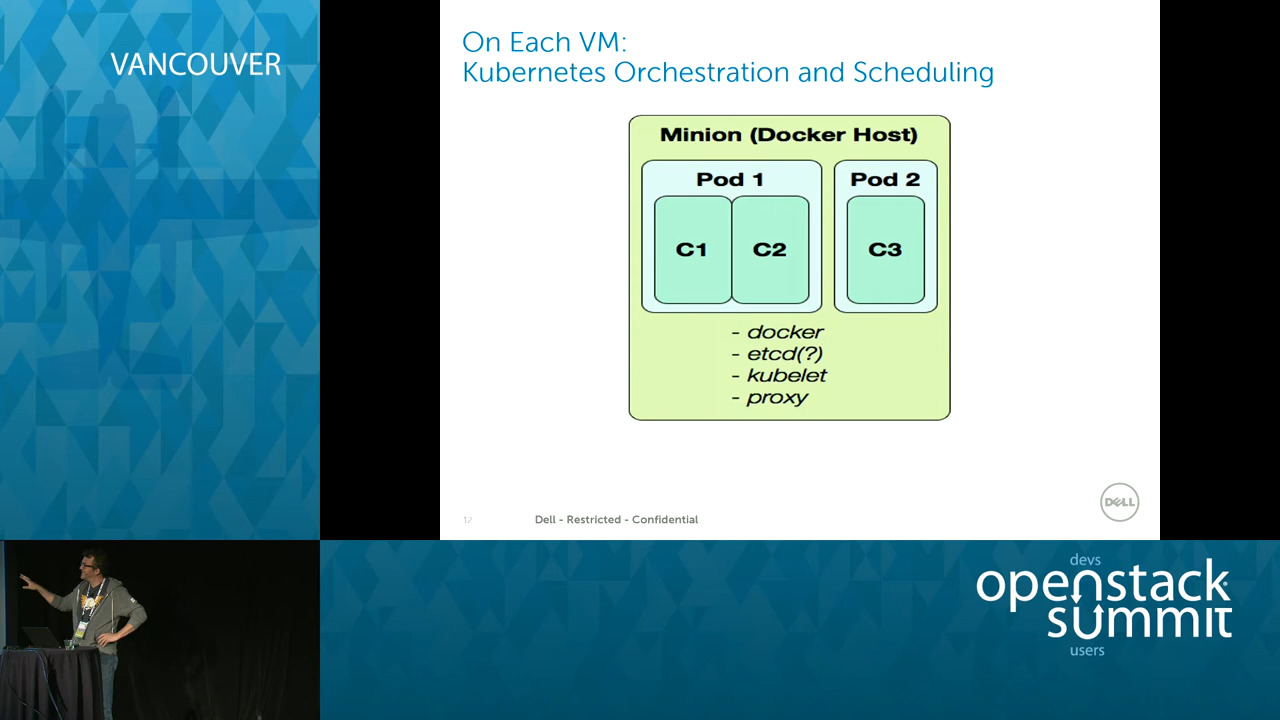 VANCOUVER
On Each VM:
Kubernetes Orchestration and Scheduling
Minion (Docker Host)
Pod 1
Pod 2
C1
C2
C3
- docker
- etcd(?)
- kubelet
- proxy
12
Dell - Restricted - Confidential
DELL
devs
openstack
summit
users